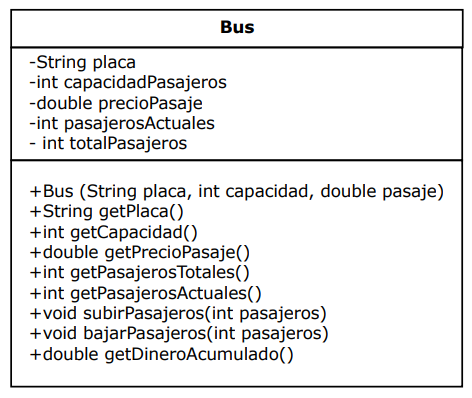 Bus
-String placa
-int capacidadPasajeros
-double precioPasaje
-int pasajerosActuales
- int totalPasajeros
+Bus (String placa, int capacidad, double pasaje)
+String getPlaca()
+int getCapacidad()
+double getPrecioPasaje()
+int getPasajerosTotales()
+int getPasajerosActuales()
+void subirPasajeros(int pasajeros)
+void bajarPasajeros(int pasajeros)
+double getDineroAcumulado()